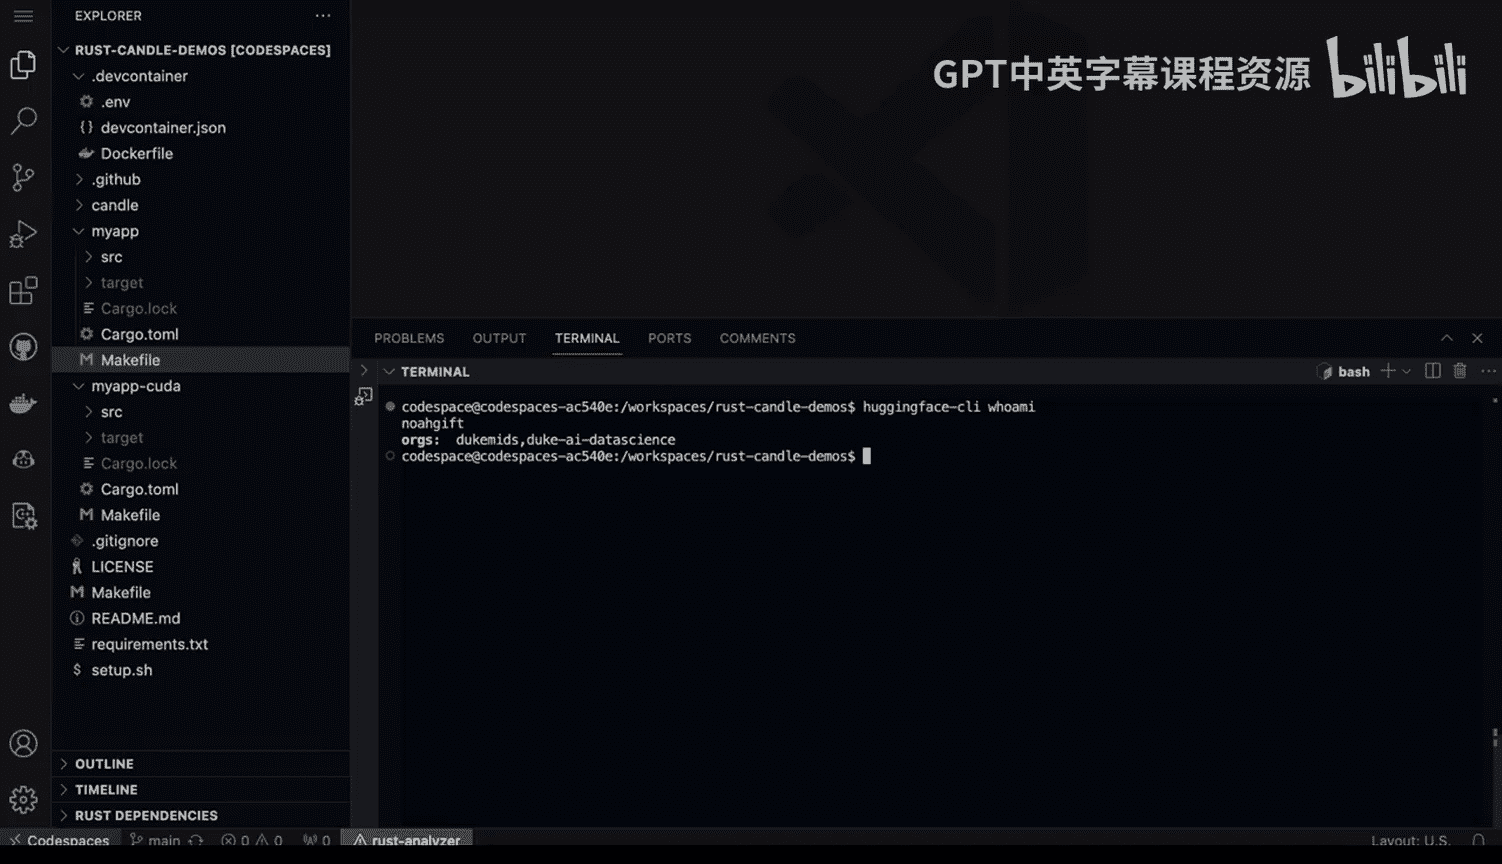 EXPLORER
RUST-CANDLE-DEMOS [CODESPACES]
.devcontainer
.env
devcontainer.json
Dockerfile
.github
candle
myapp
src
target
Cargo.lock
Cargo.toml
Makefile
myapp-cuda
src
target
Cargo.lock
Cargo.toml
Makefile
.gitignore
LICENSE
Makefile
README.md
requirements.txt
setup.sh
OUTLINE
TIMELINE
RUST DEPENDENCIES
GPT中英字幕课程资源 bilibili
PROBLEMS OUTPUT TERMINAL PORTS COMMENTS
TERMINAL
bash
codespace@codespaces-ac540e:/workspaces/rust-candle-demos$ huggingface-cli whoami
noahgift
orgs: dukemids,duke-ai-datascience
codespace@codespaces-ac540e:/workspaces/rust-candle-demos$
Codespaces main 0 0 0 rust-analyzer Layout: U.S.